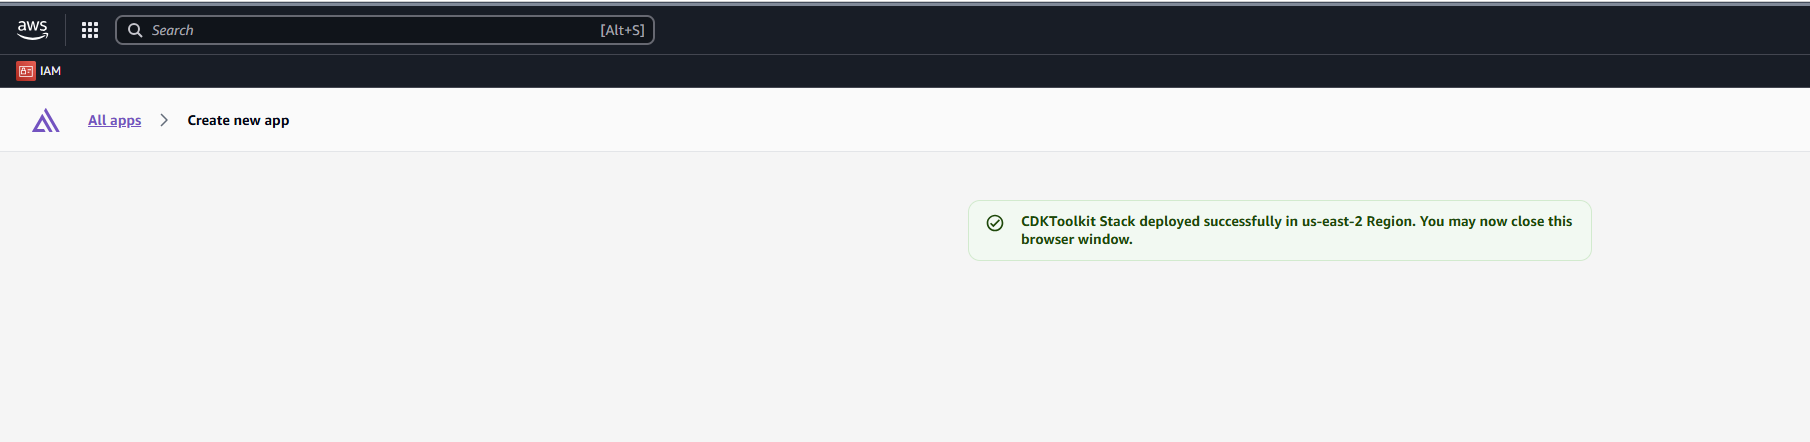 aws
Search [Alt+S]
IAM
All apps > Create new app
CDKToolkit Stack deployed successfully in us-east-2 Region. You may now close this
browser window.